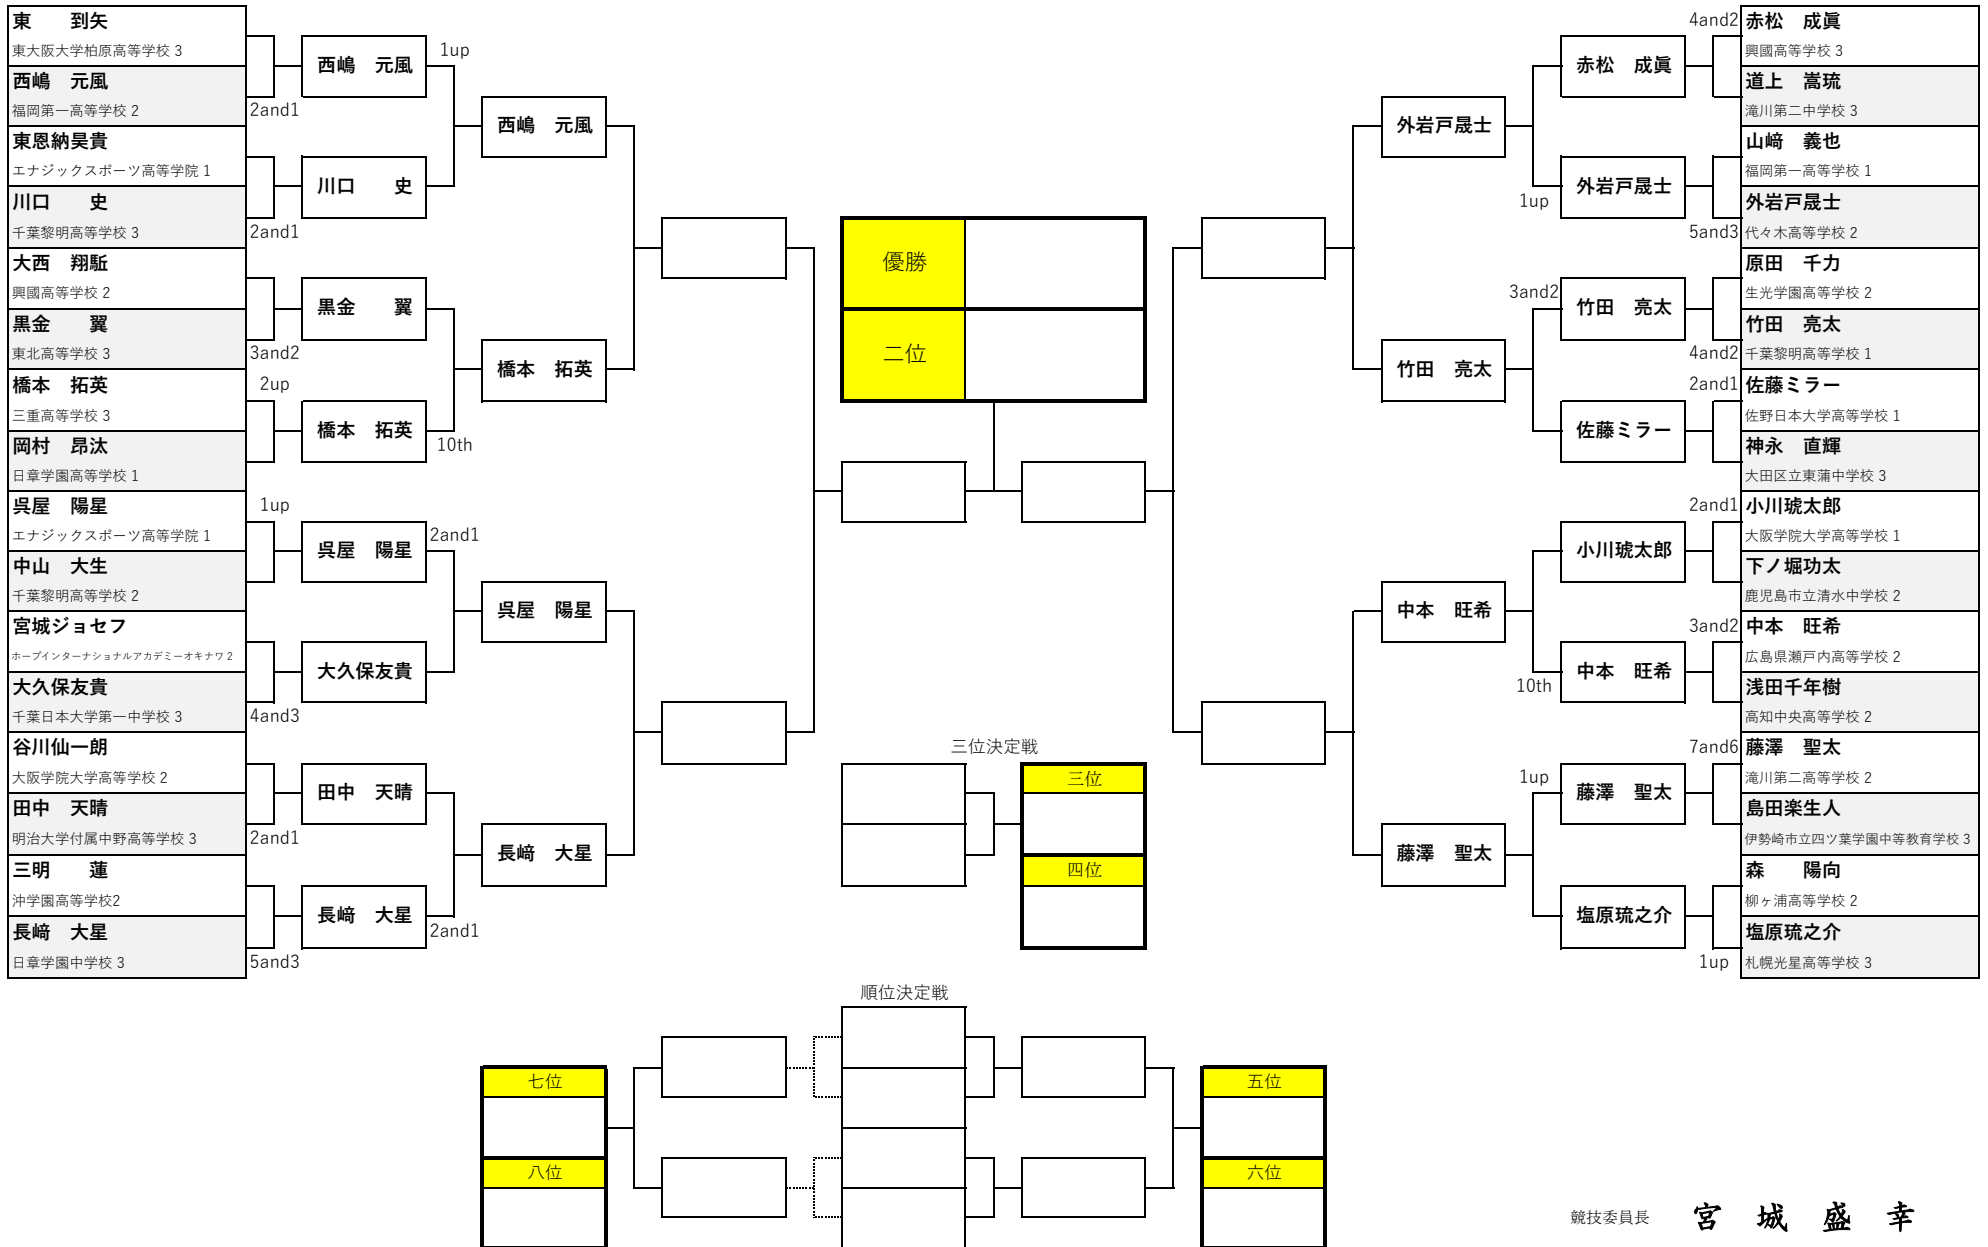 東　　到矢
東大阪大学柏原高等学校 3
西嶋　元風
福岡第一高等学校 2
東恩納昊貴
エナジックスポーツ高等学院 1
川口　　史
千葉黎明高等学校 3
大西　翔駈
興國高等学校 2
黒金　　翼
東北高等学校 3
橋本　拓英
三重高等学校 3
岡村　昂汰
日章学園高等学校 1
呉屋　陽星
エナジックスポーツ高等学院 1
中山　大生
千葉黎明高等学校 2
宮城ジョセフ
ホープインターナショナルアカデミーオキナワ 2
大久保友貴
千葉日本大学第一中学校 3
谷川仙一朗
大阪学院大学高等学校 2
田中　天晴
明治大学付属中野高等学校 3
三明　　蓮
沖学園高等学校2
長﨑　大星
日章学園中学校 3
2and1
2and1
3and2
2up
1up
4and3
2and1
5and3
西嶋　元風
川口　　史
黒金　　翼
橋本　拓英
呉屋　陽星
大久保友貴
田中　天晴
長﨑　大星
1up
10th
2and1
2and1
西嶋　元風
橋本　拓英
呉屋　陽星
長﨑　大星
優勝
二位
三位決定戦
三位
四位
順位決定戦
七位
八位
五位
六位
外岩戸晟士
竹田　亮太
中本　旺希
藤澤　聖太
1up
3and2
10th
1up
赤松　成眞
外岩戸晟士
竹田　亮太
佐藤ミラー
小川琥太郎
中本　旺希
藤澤　聖太
塩原琉之介
4and2
5and3
4and2
2and1
2and1
3and2
7and6
1up
赤松　成眞
興國高等学校 3
道上　嵩琉
滝川第二中学校 3
山﨑　義也
福岡第一高等学校 1
外岩戸晟士
代々木高等学校 2
原田　千力
生光学園高等学校 2
竹田　亮太
千葉黎明高等学校 1
佐藤ミラー
佐野日本大学高等学校 1
神永　直輝
大田区立東蒲中学校 3
小川琥太郎
大阪学院大学高等学校 1
下ノ堀功太
鹿児島市立清水中学校 2
中本　旺希
広島県瀬戸内高等学校 2
浅田千年樹
高知中央高等学校 2
藤澤　聖太
滝川第二高等学校 2
島田楽生人
伊勢崎市立四ツ葉学園中等教育学校 3
森　　陽向
柳ヶ浦高等学校 2
塩原琉之介
札幌光星高等学校 3
競技委員長　宮　城　盛　幸